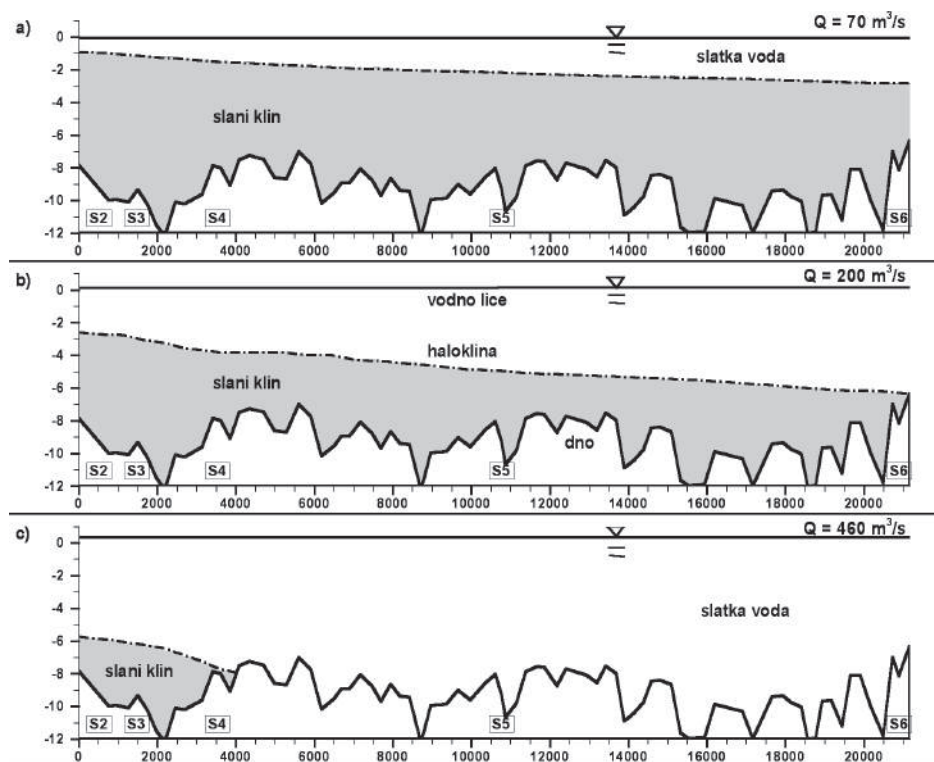 a)
Q = 70 m³/s
0
slatka voda
-2
-4
slani klin
-6
-8
-10
S2 S3 S4 S5 S6
-12
0 2000 4000 6000 8000 10000 12000 14000 16000 18000 20000
b)
Q = 200 m³/s
0
vodno lice
-2
haloklina
-4
slani klin
-6
-8
dno
-10
S2 S3 S4 S5 S6
-12
0 2000 4000 6000 8000 10000 12000 14000 16000 18000 20000
c)
Q = 460 m³/s
0
-2
-4
slatka voda
-6
slani klin
-8
-10
S2 S3 S4 S5 S6
-12
0 2000 4000 6000 8000 10000 12000 14000 16000 18000 20000